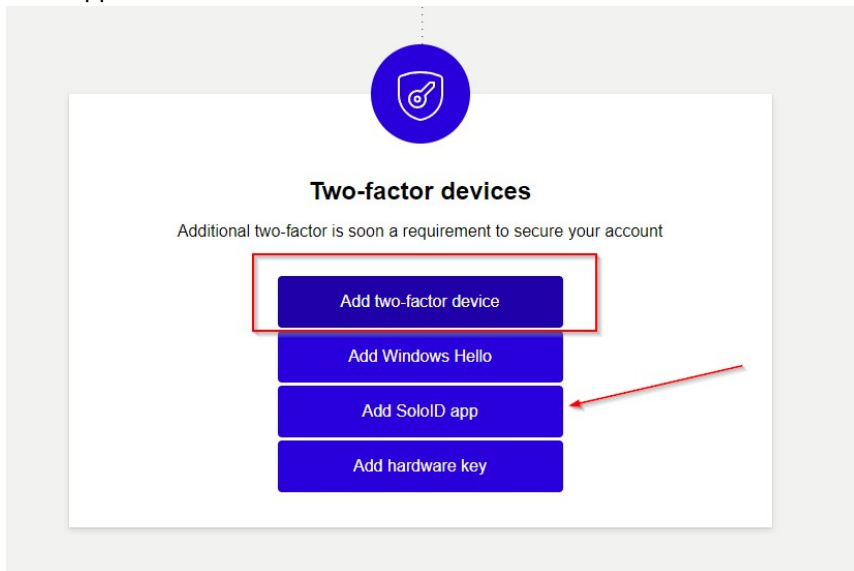 Two-factor devices
Additional two-factor is soon a requirement to secure your account
Add two-factor device
Add Windows Hello
Add SoloID app
Add hardware key